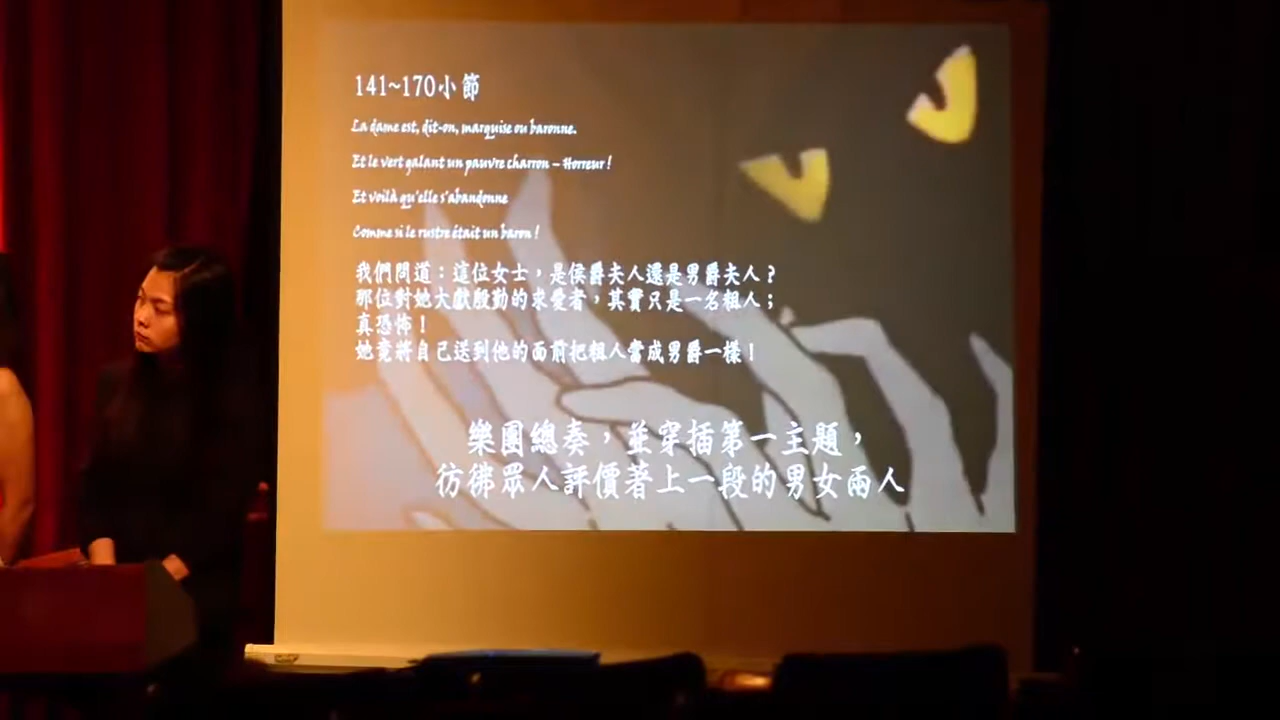 141~170小節
La dame est, dit-on, marquise ou baronne.
Et le vert galant un pauvre charron – Horreur !
Et voilà qu'elle s'abandonne
Comme si le rustre était un baron !
我們問道：這位女士，是侯爵夫人還是男爵夫人？
那位對她大獻殷勤的求愛者，其實只是一名粗人；
真恐怖！
她竟將自己送到他的面前把粗人當成男爵一樣！
樂團總奏，並穿插第一主題，
彷彿眾人評價著上一段的男女兩人